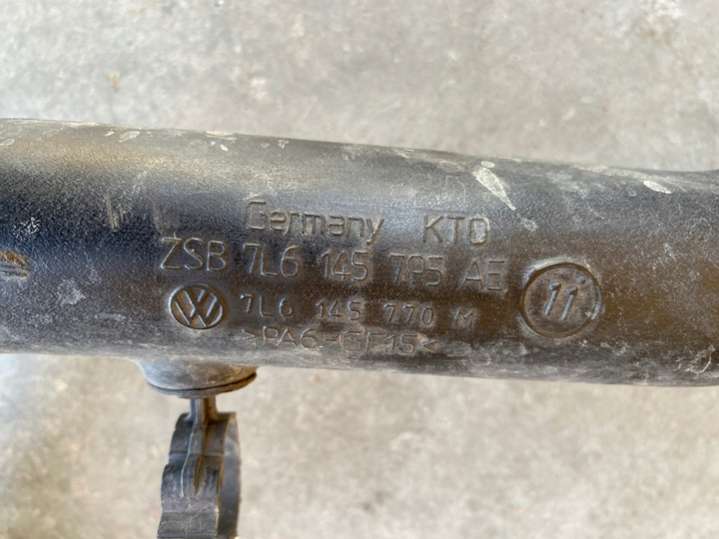 Germany KTO
ZSB 7L6 145 795 AE
11
VW 7L6 145 770 M
>PA6-GF15<